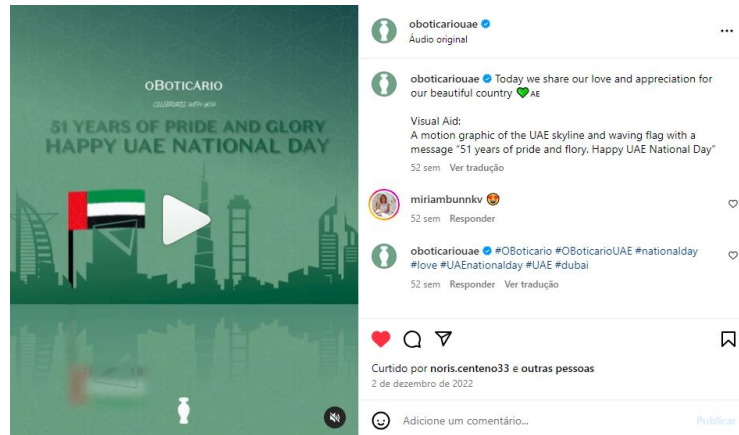 oBOTICÁRIO
CELEBRATES WITH YOU
51 YEARS OF PRIDE AND GLORY
HAPPY UAE NATIONAL DAY
oboticariouae
Áudio original
oboticariouae Today we share our love and appreciation for
our beautiful country 💚 AE
Visual Aid:
A motion graphic of the UAE skyline and waving flag with a
message “51 years of pride and flory. Happy UAE National Day”
52 sem Ver tradução
miriambunnkv 😍
52 sem Responder
oboticariouae #OBoticario #OBoticarioUAE #nationalday
#love #UAEnationalday #UAE #dubai
52 sem Responder Ver tradução
Curtido por noris.centeno33 e outras pessoas
2 de dezembro de 2022
Adicione um comentário...
Publicar